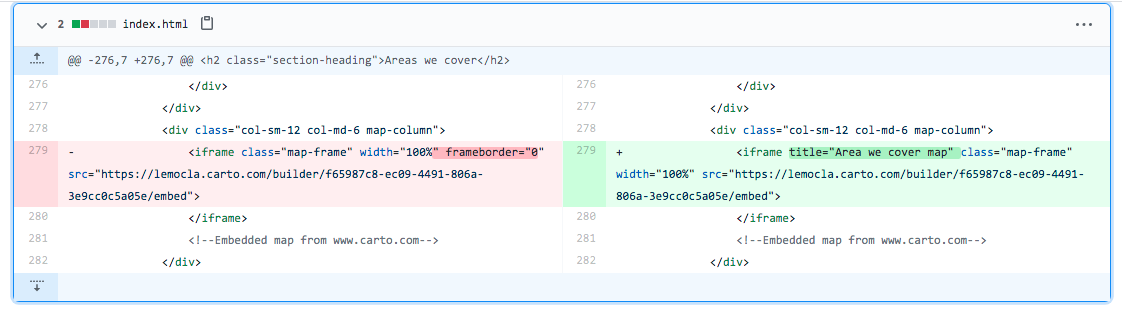 2 index.html
@@ -276,7 +276,7 @@ <h2 class="section-heading">Areas we cover</h2>
276 </div>
277 </div>
278 <div class="col-sm-12 col-md-6 map-column">
279 - <iframe class="map-frame" width="100%" frameborder="0"
src="https://lemocla.carto.com/builder/f65987c8-ec09-4491-806a-
3e9cc0c5a05e/embed">
280 </iframe>
281 <!--Embedded map from www.carto.com-->
282 </div>
276 </div>
277 </div>
278 <div class="col-sm-12 col-md-6 map-column">
279 + <iframe title="Area we cover map" class="map-frame"
width="100%" src="https://lemocla.carto.com/builder/f65987c8-ec09-4491-
806a-3e9cc0c5a05e/embed">
280 </iframe>
281 <!--Embedded map from www.carto.com-->
282 </div>